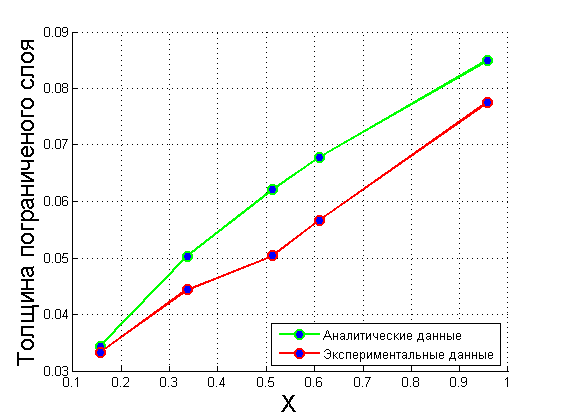 0.09
0.08
0.07
0.06
0.05
0.04
0.03
Толщина пограниченого слоя
0.1 0.2 0.3 0.4 0.5 0.6 0.7 0.8 0.9 1
X
Аналитические данные
Экспериментальные данные